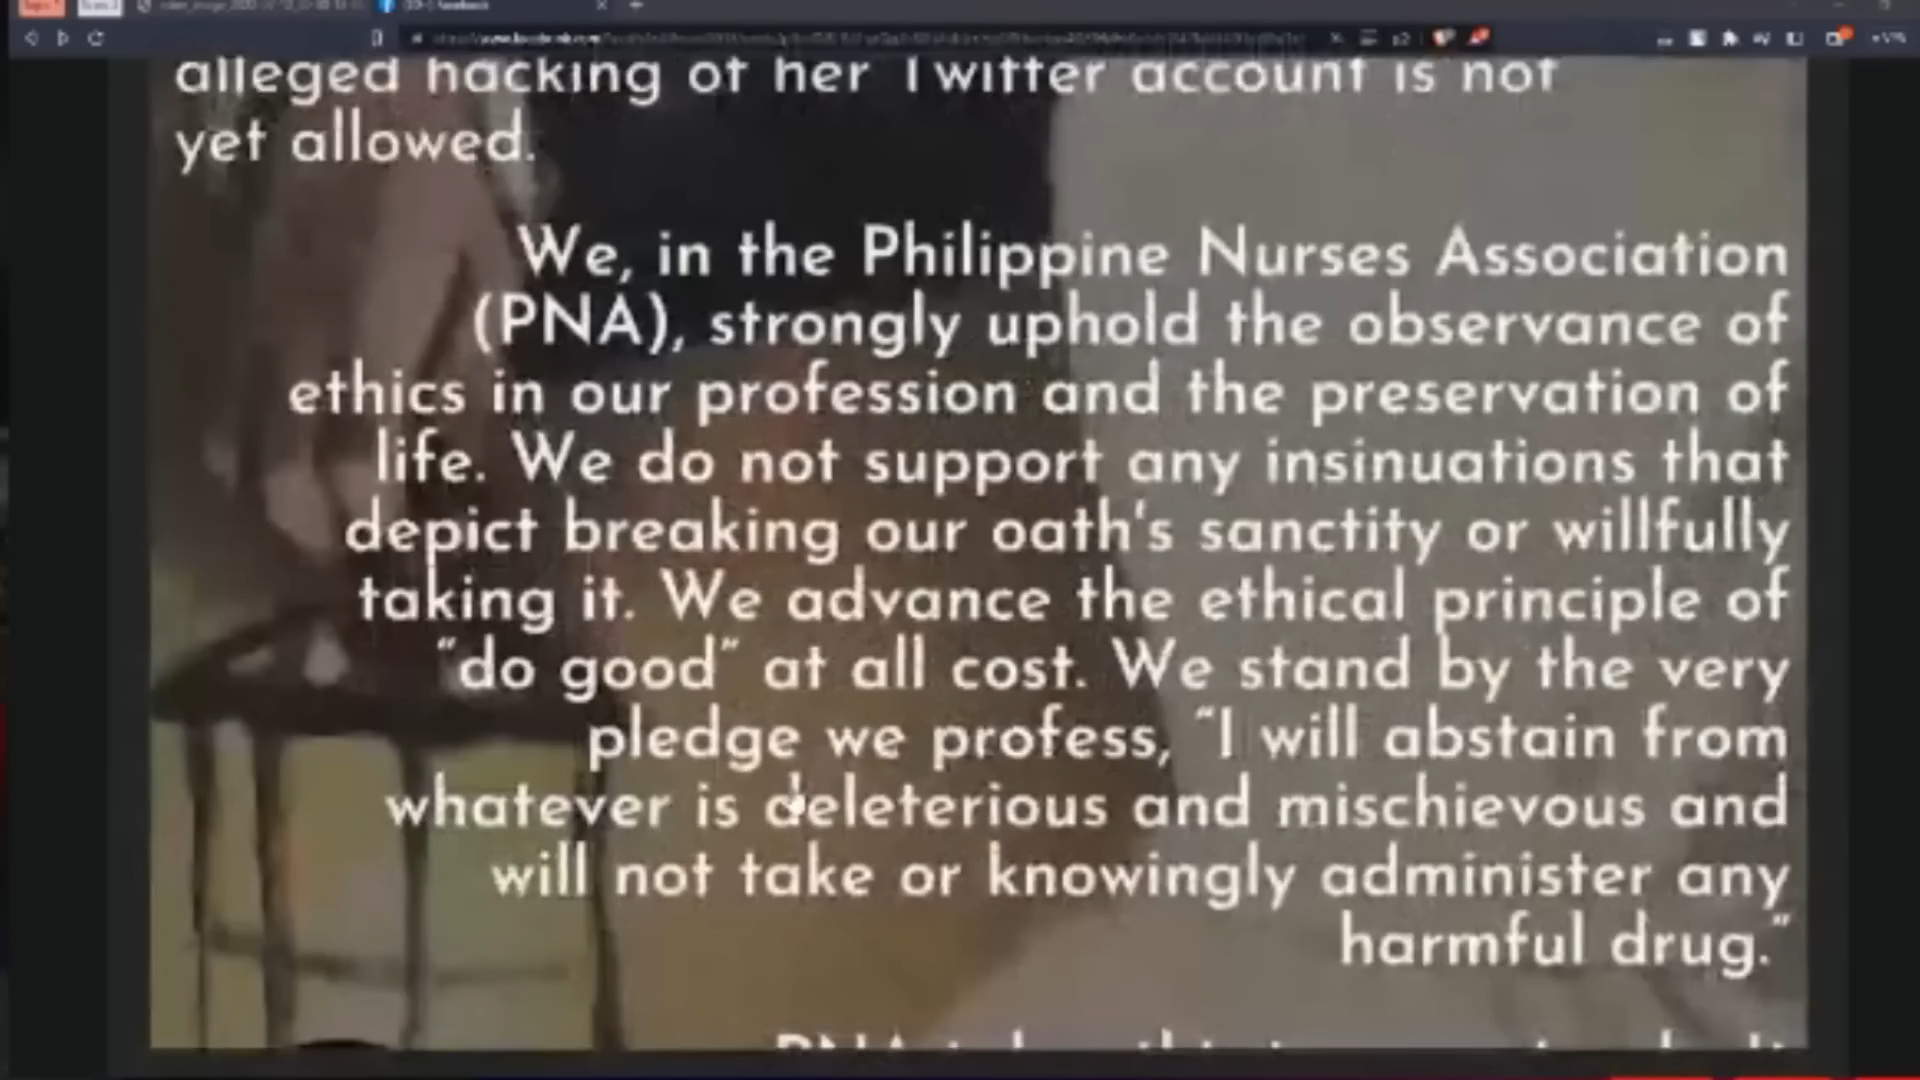 alleged hacking of her Twitter account is not
yet allowed.
We, in the Philippine Nurses Association
(PNA), strongly uphold the observance of
ethics in our profession and the preservation of
life. We do not support any insinuations that
depict breaking our oath's sanctity or willfully
taking it. We advance the ethical principle of
“do good” at all cost. We stand by the very
pledge we profess, “I will abstain from
whatever is deleterious and mischievous and
will not take or knowingly administer any
harmful drug.”